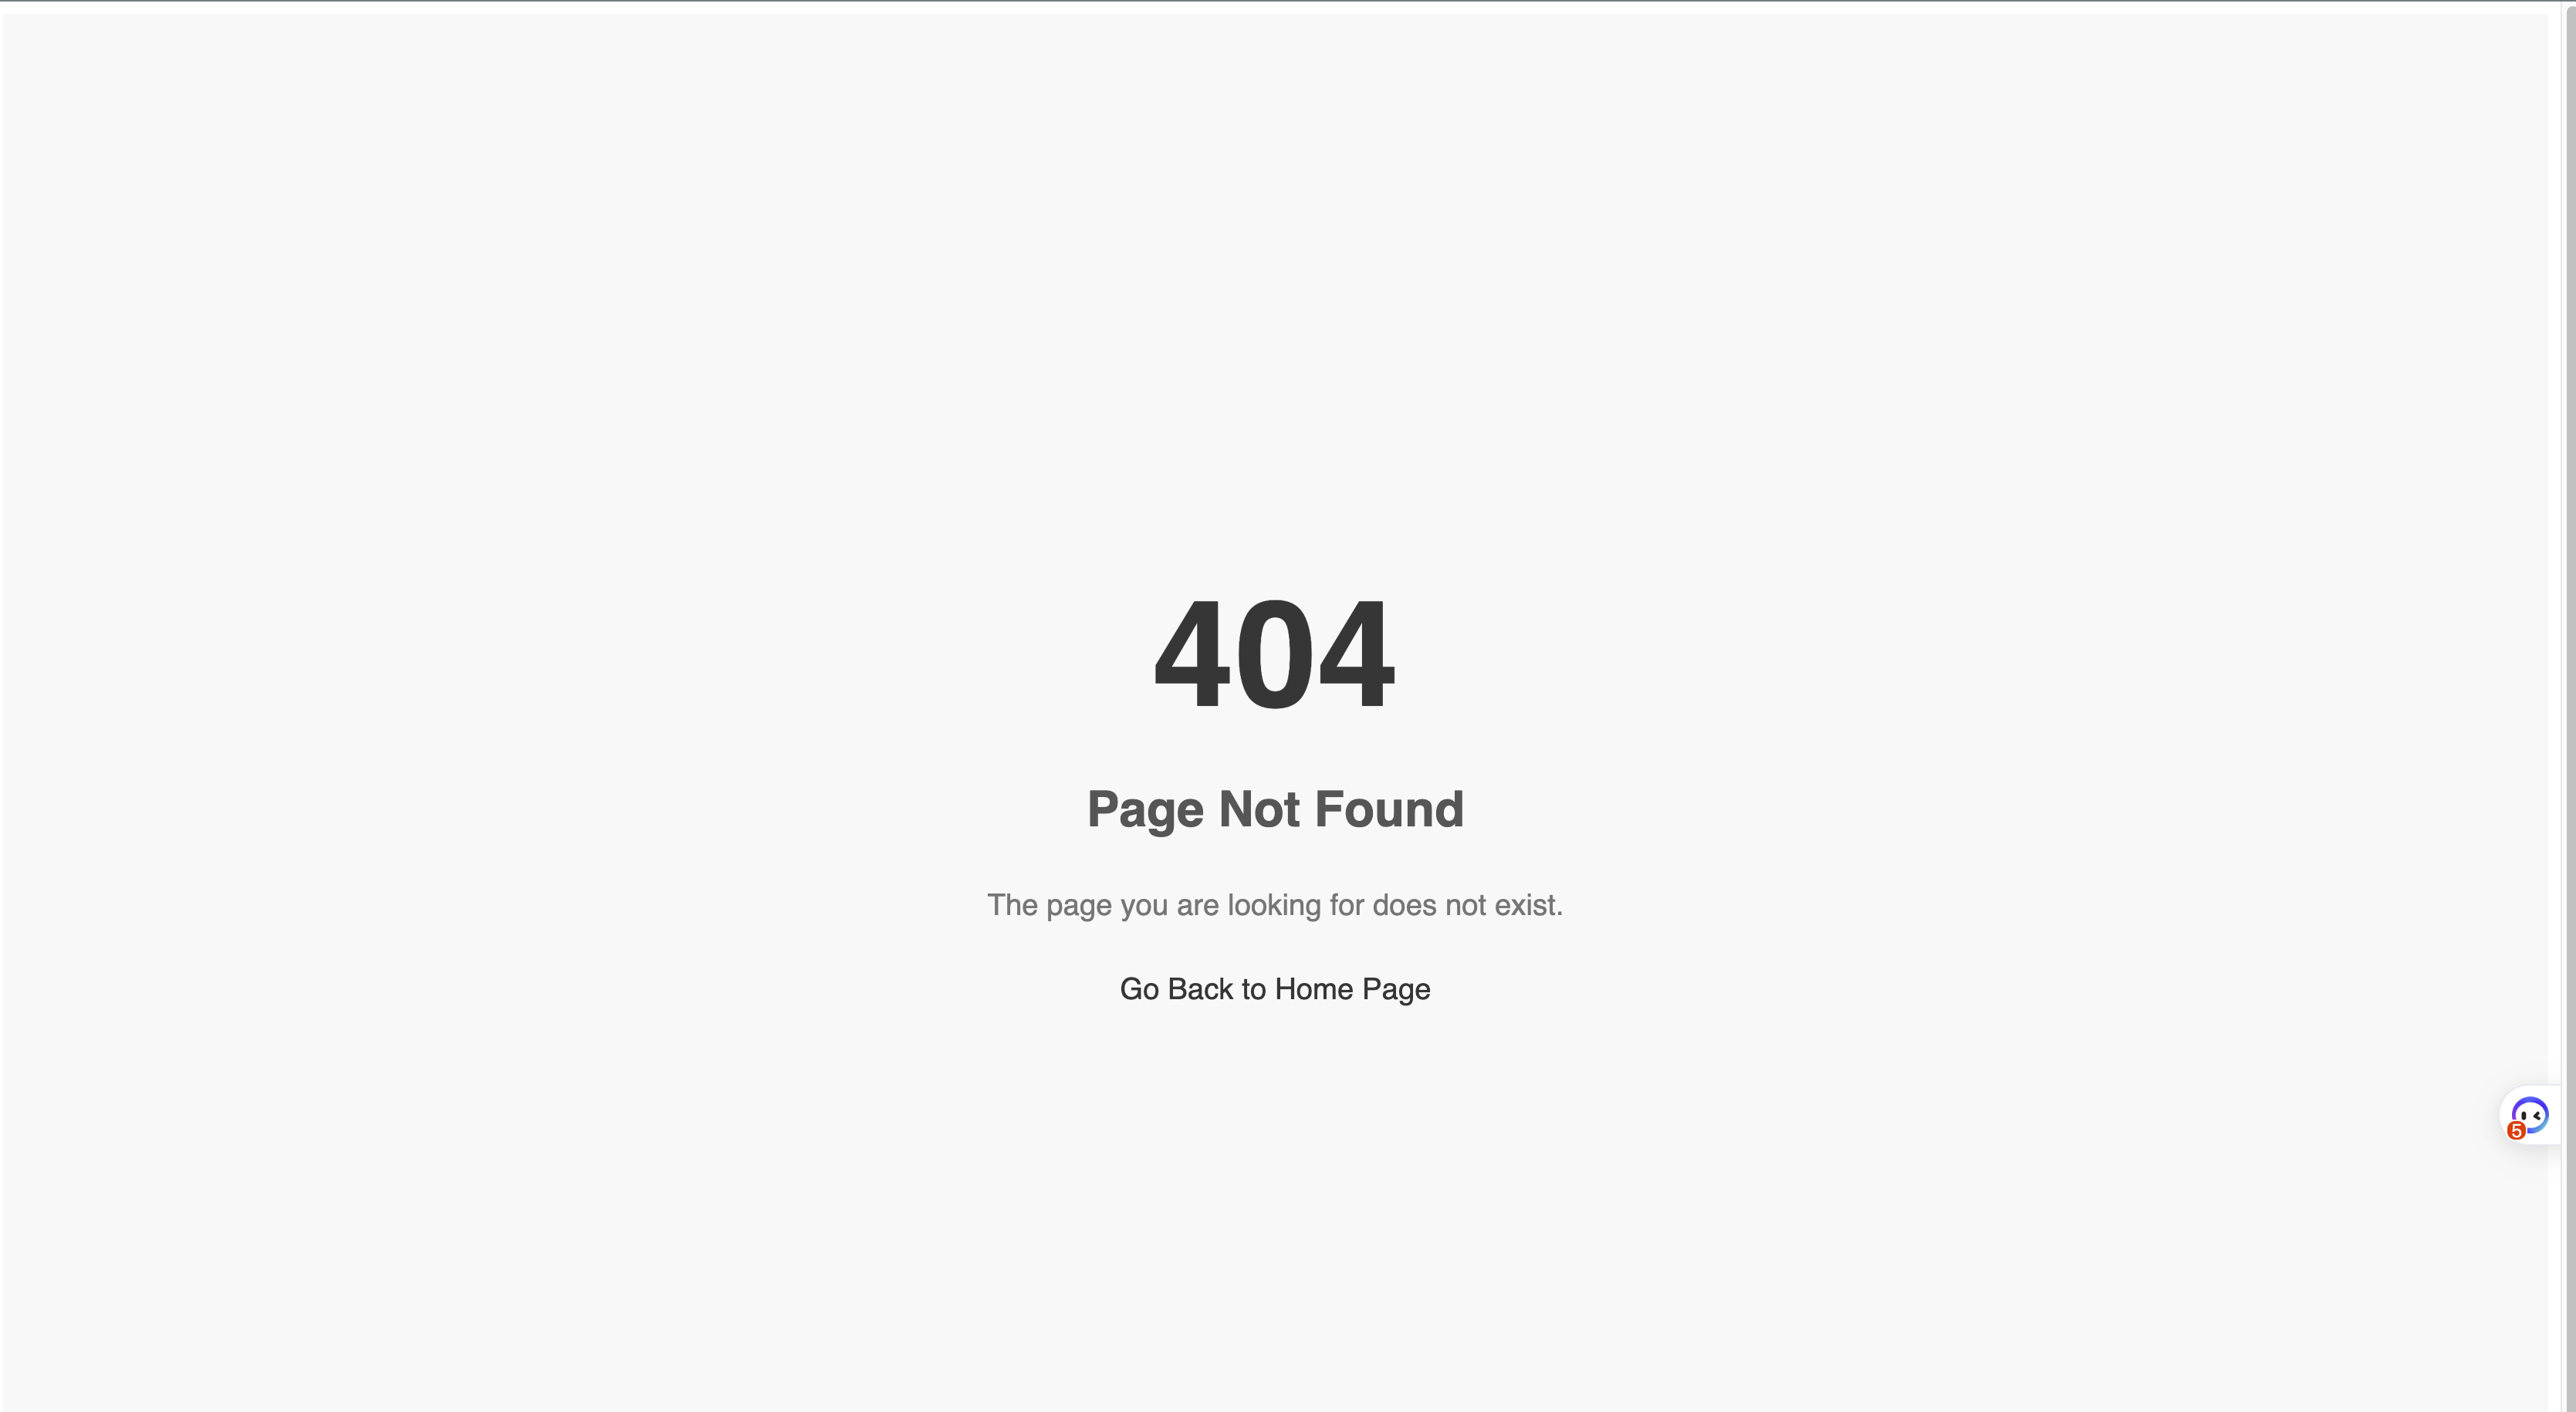 404
Page Not Found
The page you are looking for does not exist.
Go Back to Home Page
5